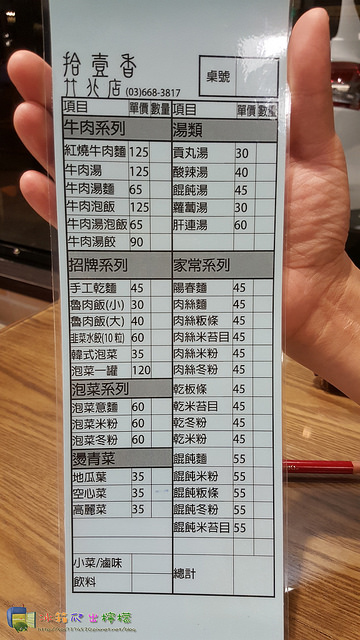 拾壹香
廿火店 (03)668-3817
桌號
項目 單價 數量 項目 單價 數量
牛肉系列 湯類
紅燒牛肉麵 125 貢丸湯 30
牛肉湯 125 酸辣湯 40
牛肉湯麵 65 餛飩湯 45
牛肉泡飯 125 蘿蔔湯 30
牛肉湯泡飯 65 肝連湯 60
牛肉湯餃 90
招牌系列 家常系列
手工乾麵 45 陽春麵 45
魯肉飯(小) 30 肉絲麵 45
魯肉飯(大) 40 肉絲粄條 45
韭菜水餃(10粒) 60 肉絲米苔目 45
韓式泡菜 35 肉絲米粉 45
泡菜一罐 120 肉絲冬粉 45
泡菜系列 乾板條 45
泡菜意麵 60 乾米苔目 45
泡菜米粉 60 乾冬粉 45
泡菜冬粉 60 乾米粉 45
燙青菜 餛飩麵 55
地瓜葉 35 餛飩米粉 55
空心菜 35 餛飩粄條 55
高麗菜 35 餛飩冬粉 55
餛飩米苔目 55
小菜/滷味
飲料 總計